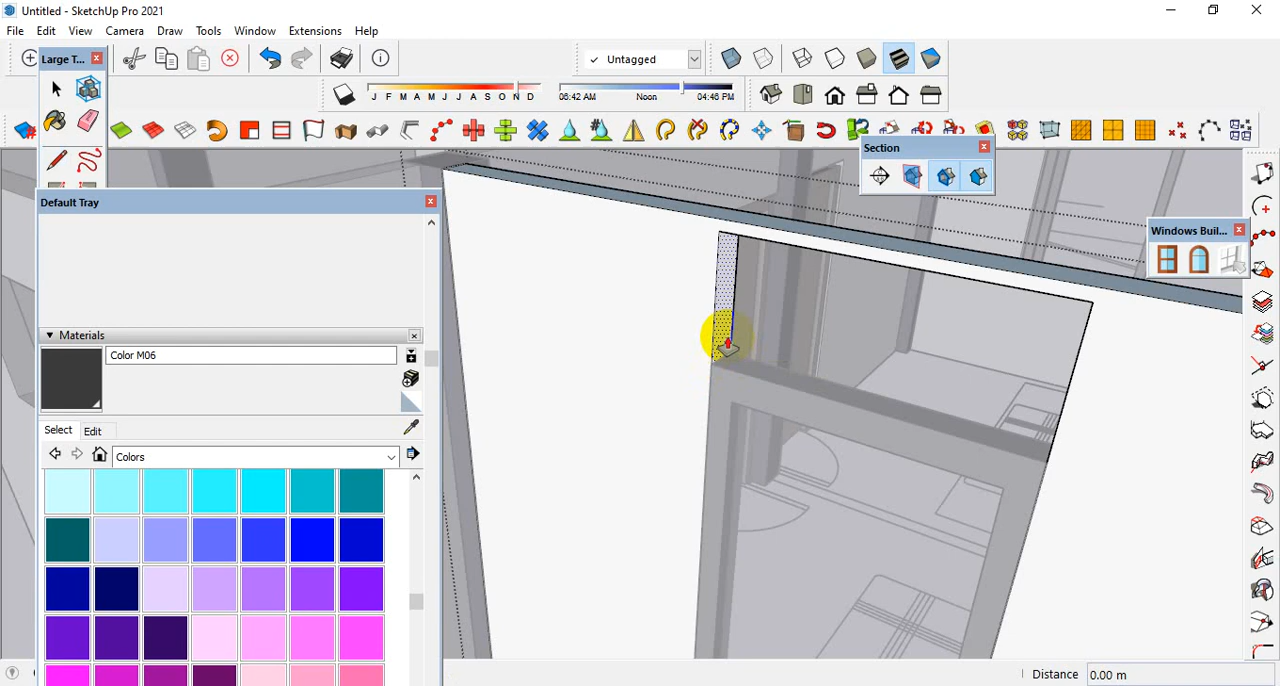 Untitled - SketchUp Pro 2021
File Edit View Camera Draw Tools Window Extensions Help
Large T...
Untagged
J F M A M J J A S O N D
06:42 AM Noon 04:46 PM
Section
Default Tray
Windows Buil...
Materials
Color M06
Select Edit
Colors
Distance 0.00 m